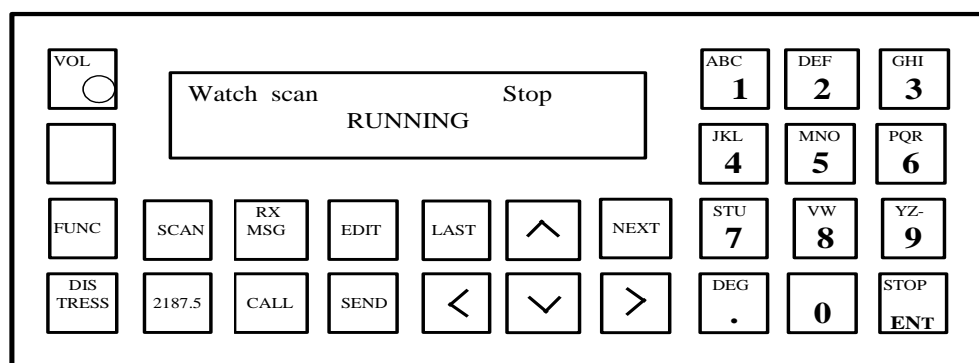 VOL
Watch scan Stop
RUNNING
ABC
1
DEF
2
GHI
3
JKL
4
MNO
5
PQR
6
FUNC
SCAN
RX
MSG
EDIT
LAST
NEXT
STU
7
VW
8
YZ-
9
DIS
TRESS
2187.5
CALL
SEND
DEG
.
0
STOP
ENT